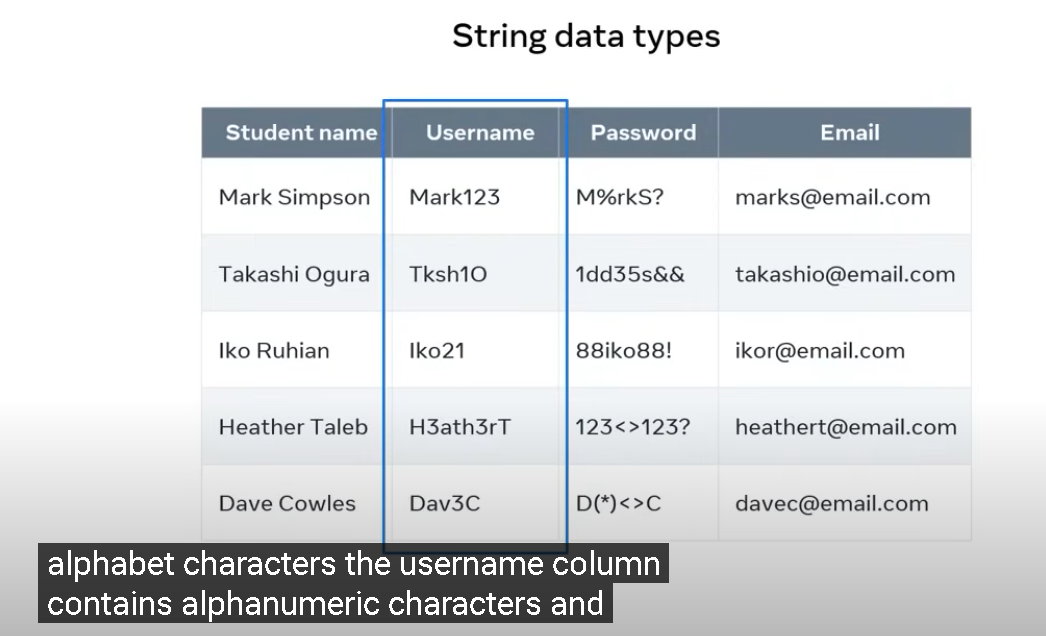 String data types
Student name Username Password Email
Mark Simpson Mark123 M%rkS? marks@email.com
Takashi Ogura Tksh1O 1dd35s&& takashio@email.com
Iko Ruhian Iko21 88iko88! ikor@email.com
Heather Taleb H3ath3rT 123<>123? heathert@email.com
Dave Cowles Dav3C D(*)<>C davec@email.com
alphabet characters the username column
contains alphanumeric characters and